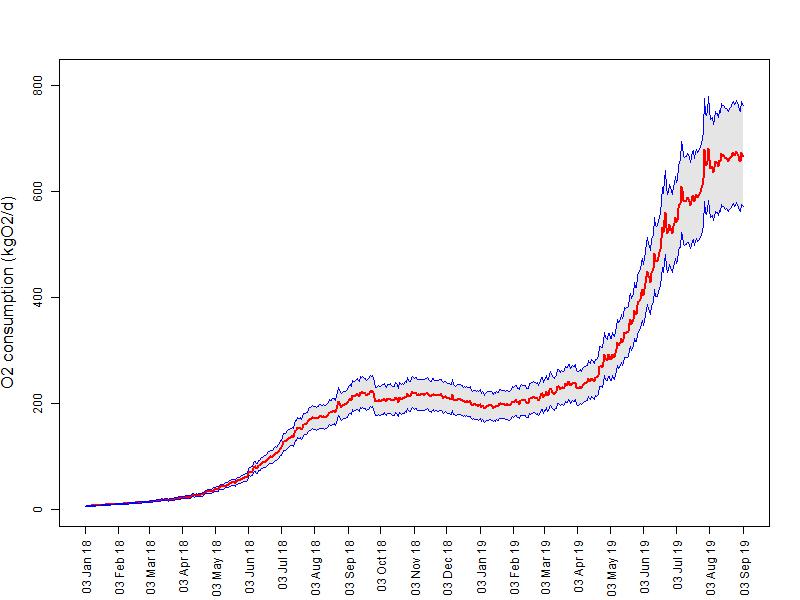 O2 consumption (kgO2/d)
800
600
400
200
0
03 Jan 18
03 Feb 18
03 Mar 18
03 Apr 18
03 May 18
03 Jun 18
03 Jul 18
03 Aug 18
03 Sep 18
03 Oct 18
03 Nov 18
03 Dec 18
03 Jan 19
03 Feb 19
03 Mar 19
03 Apr 19
03 May 19
03 Jun 19
03 Jul 19
03 Aug 19
03 Sep 19